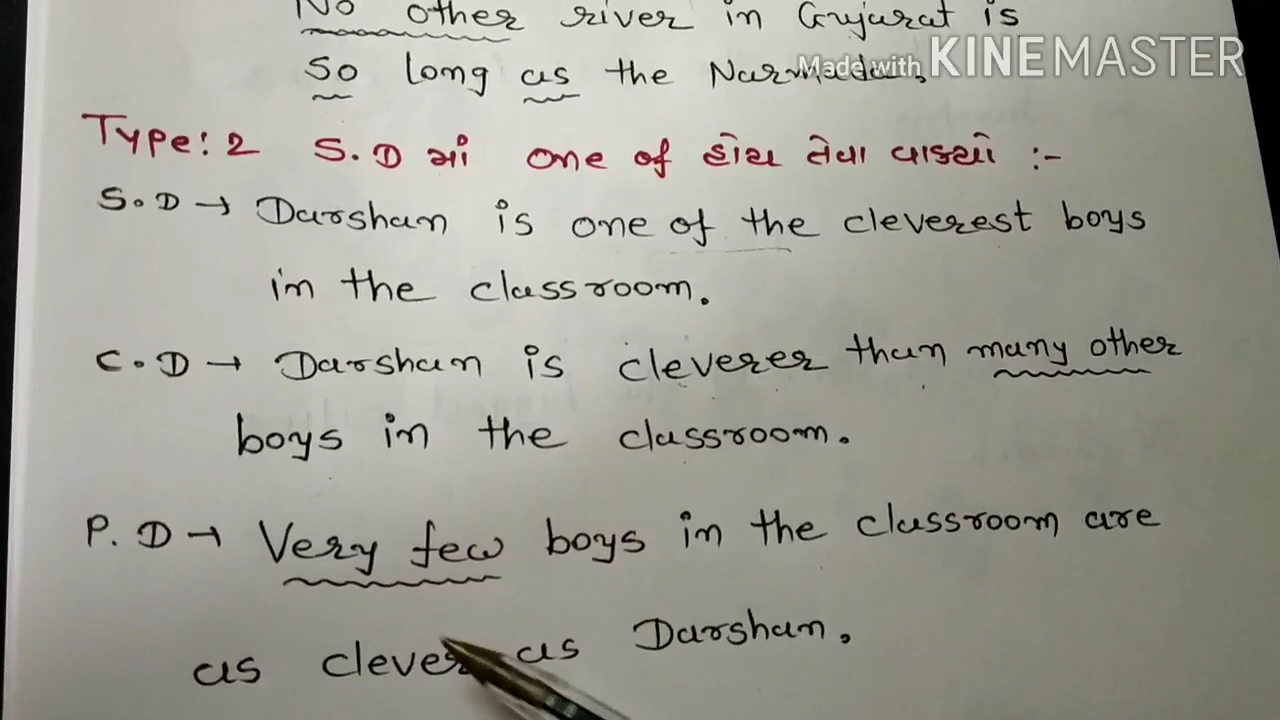 No other river in Gujarat is
so long as the Narmada.
Made with KINEMASTER
Type: 2 S.D માં one of હોય તેવા વાક્યો :-
S.D → Darshan is one of the cleverest boys
in the classroom.
C.D → Darshan is cleverer than many other
boys in the classroom.
P.D → Very few boys in the classroom are
as clever as Darshan.